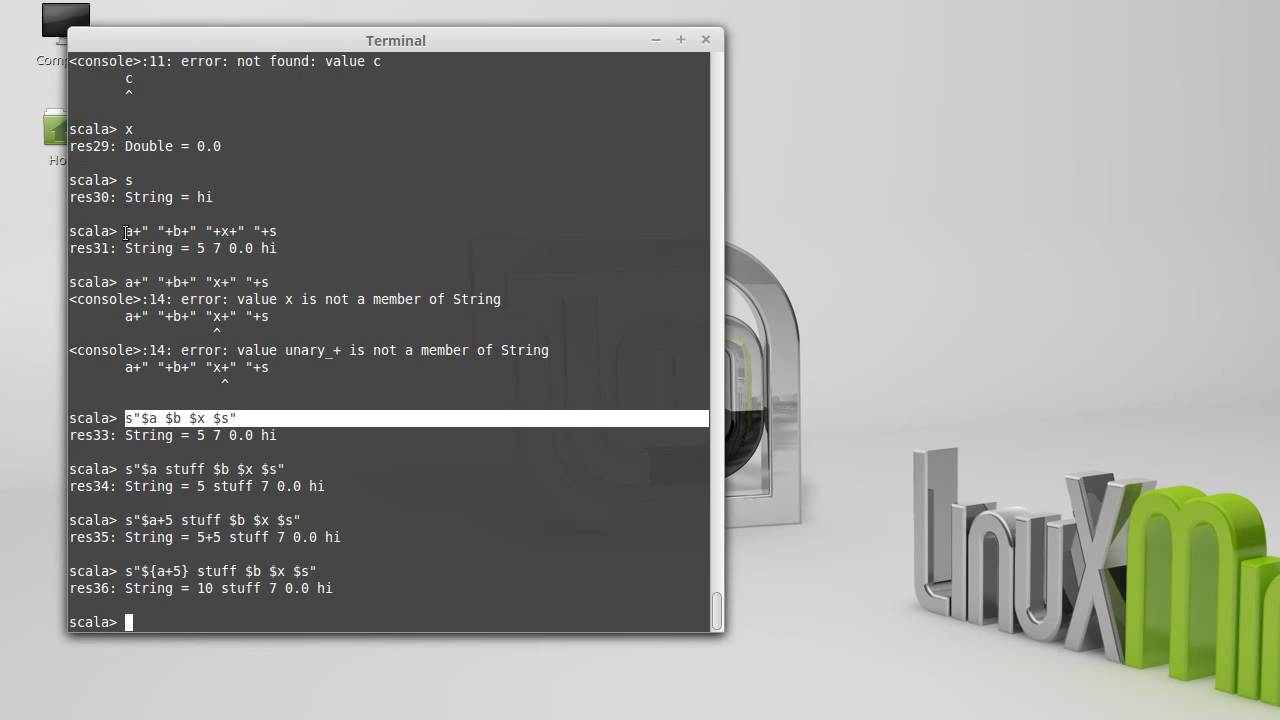 Terminal
Comp
Ho
<console>:11: error: not found: value c
c
^
scala> x
res29: Double = 0.0
scala> s
res30: String = hi
scala> a+" "+b+" "+x+" "+s
res31: String = 5 7 0.0 hi
scala> a+" "+b+" "x+" "+s
<console>:14: error: value x is not a member of String
a+" "+b+" "x+" "+s
^
<console>:14: error: value unary_+ is not a member of String
a+" "+b+" "x+" "+s
^
scala> s"$a $b $x $s"
res33: String = 5 7 0.0 hi
scala> s"$a stuff $b $x $s"
res34: String = 5 stuff 7 0.0 hi
scala> s"$a+5 stuff $b $x $s"
res35: String = 5+5 stuff 7 0.0 hi
scala> s"${a+5} stuff $b $x $s"
res36: String = 10 stuff 7 0.0 hi
scala>
LinuxMin